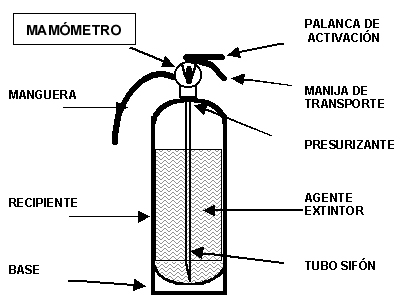 MAMÓMETRO
PALANCA DE
ACTIVACIÓN
MANGUERA
MANIJA DE
TRANSPORTE
PRESURIZANTE
RECIPIENTE
AGENTE
EXTINTOR
BASE
TUBO SIFÓN